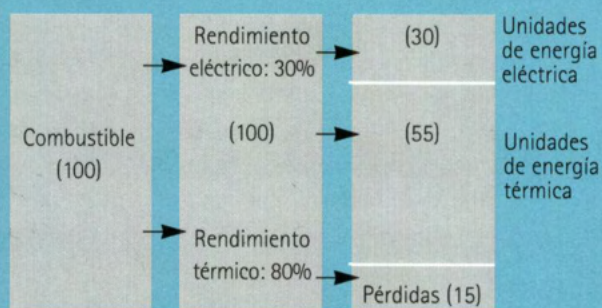 Combustible
(100)
Rendimiento
eléctrico: 30%
(100)
Rendimiento
térmico: 80%
(30)
(55)
Pérdidas (15)
Unidades
de energía
eléctrica
Unidades
de energía
térmica